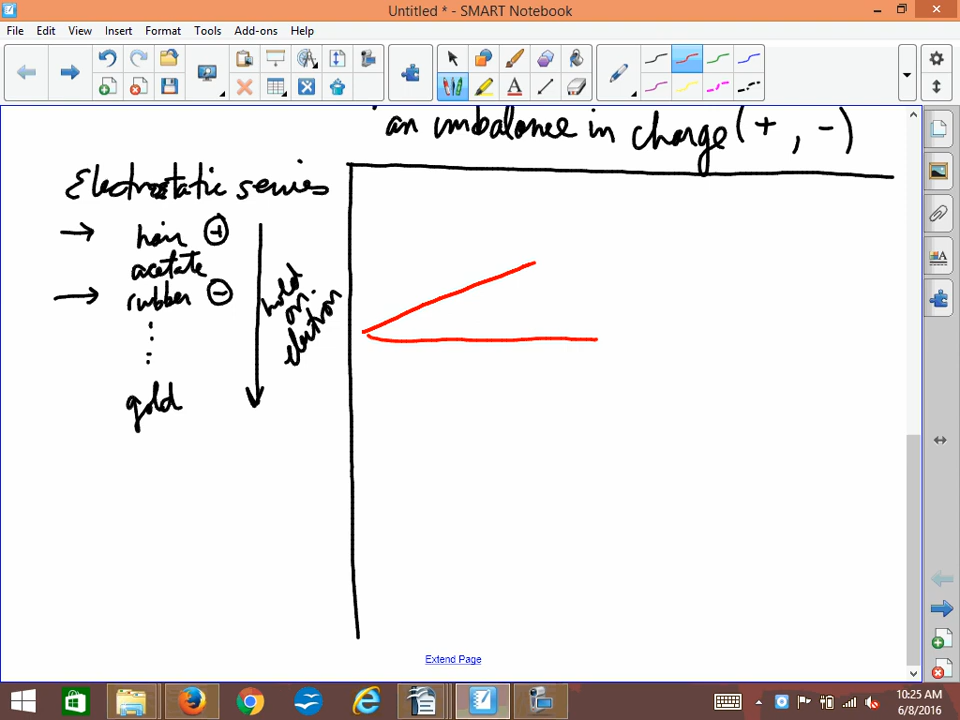 Untitled * - SMART Notebook
File Edit View Insert Format Tools Add-ons Help
an imbalance in charge (+ , -)
Electrostatic series
→ hair ⊕
acetate
→ rubber ⊖
gold
hold
on
electron
Extend Page
10:25 AM
6/8/2016